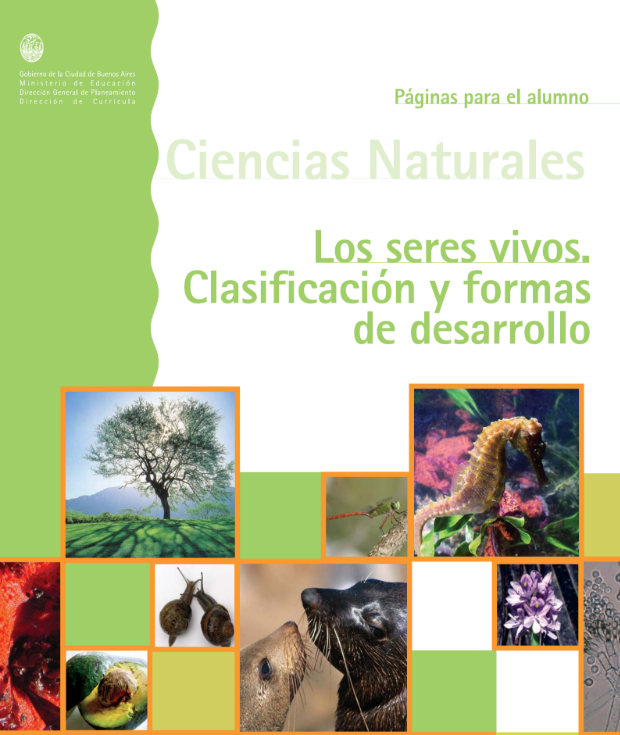 Gobierno de la Ciudad de Buenos Aires
Ministerio de Educación
Dirección General de Planeamiento
Dirección de Currícula
Páginas para el alumno
Ciencias Naturales
Los seres vivos.
Clasificación y formas
de desarrollo